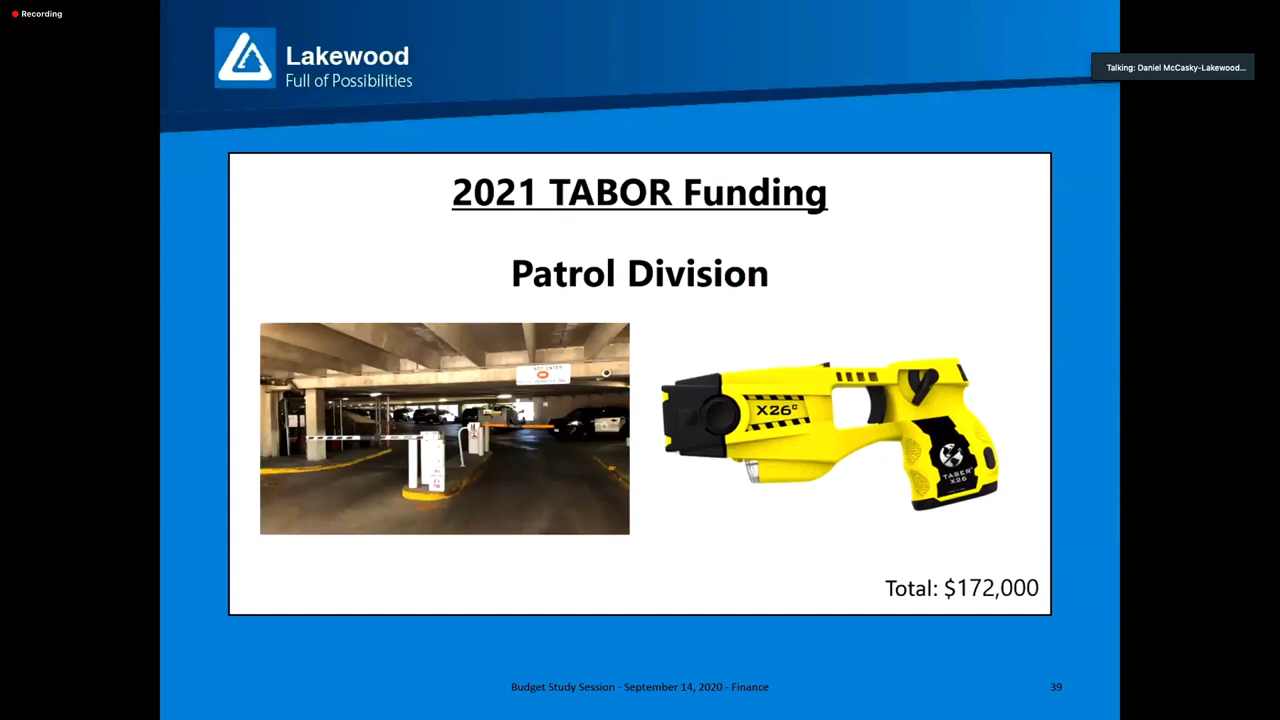 Recording
Lakewood
Full of Possibilities
Talking: Daniel McCasky-Lakewood...
2021 TABOR Funding
Patrol Division
X26
TASER
X26
Total: $172,000
Budget Study Session - September 14, 2020 - Finance
39